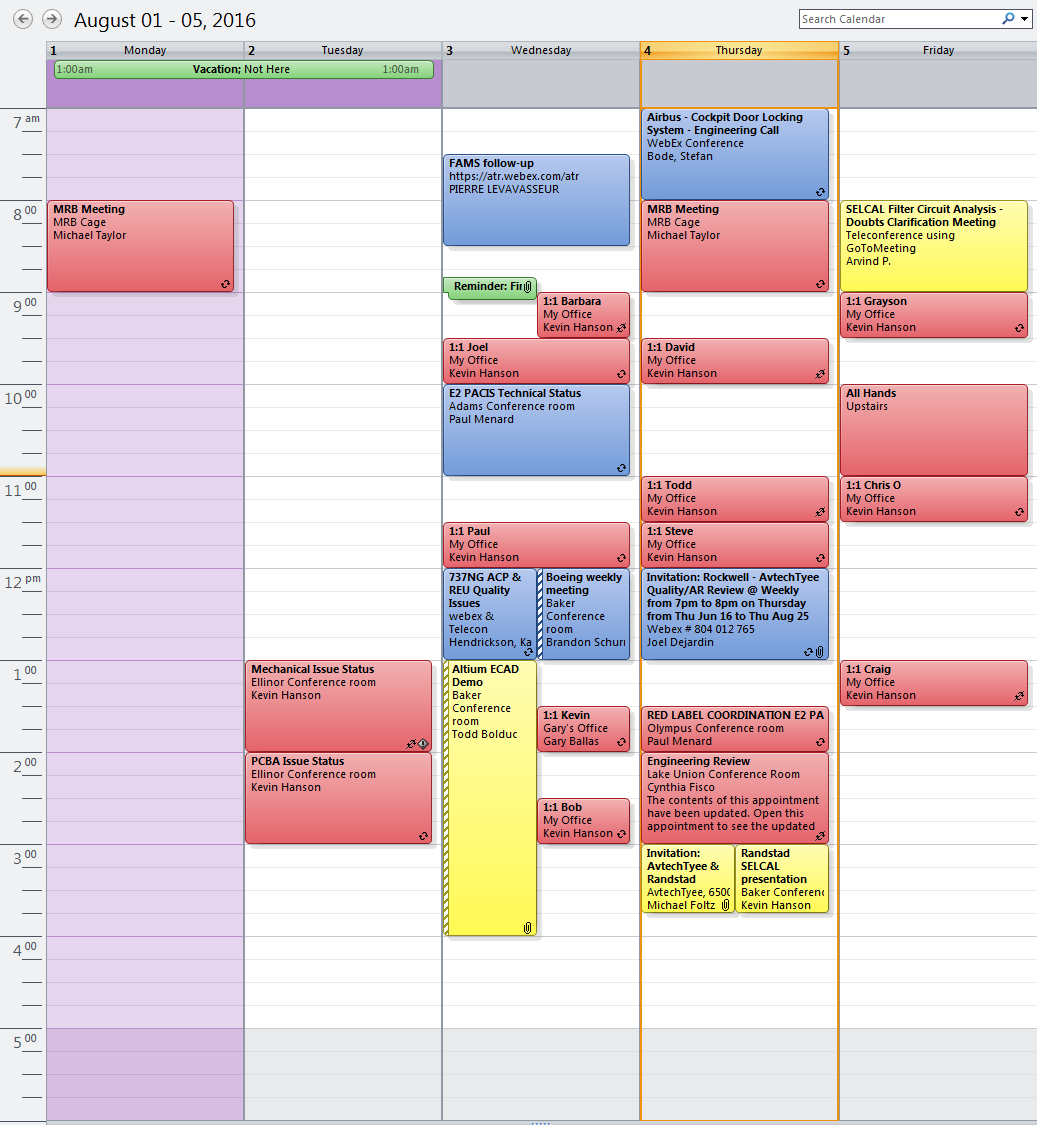 August 01 - 05, 2016
Search Calendar
1 Monday
2 Tuesday
3 Wednesday
4 Thursday
5 Friday
1:00am Vacation; Not Here 1:00am
7 am
8 00
9 00
10 00
11 00
12 pm
1 00
2 00
3 00
4 00
5 00
MRB Meeting
MRB Cage
Michael Taylor
Mechanical Issue Status
Ellinor Conference room
Kevin Hanson
PCBA Issue Status
Ellinor Conference room
Kevin Hanson
FAMS follow-up
https://atr.webex.com/atr
PIERRE LEVAVASSEUR
Reminder: Fir
1:1 Barbara
My Office
Kevin Hanson
1:1 Joel
My Office
Kevin Hanson
E2 PACIS Technical Status
Adams Conference room
Paul Menard
1:1 Paul
My Office
Kevin Hanson
737NG ACP &
REU Quality
Issues
webex &
Telecon
Hendrickson, Ka
Boeing weekly
meeting
Baker
Conference
room
Brandon Schurr
Altium ECAD
Demo
Baker
Conference
room
Todd Bolduc
1:1 Kevin
Gary's Office
Gary Ballas
1:1 Bob
My Office
Kevin Hanson
Airbus - Cockpit Door Locking
System - Engineering Call
WebEx Conference
Bode, Stefan
MRB Meeting
MRB Cage
Michael Taylor
1:1 David
My Office
Kevin Hanson
1:1 Todd
My Office
Kevin Hanson
1:1 Steve
My Office
Kevin Hanson
Invitation: Rockwell - AvtechTyee
Quality/AR Review @ Weekly
from 7pm to 8pm on Thursday
from Thu Jun 16 to Thu Aug 25
Webex # 804 012 765
Joel Dejardin
RED LABEL COORDINATION E2 PA
Olympus Conference room
Paul Menard
Engineering Review
Lake Union Conference Room
Cynthia Fisco
The contents of this appointment
have been updated. Open this
appointment to see the updated
Invitation:
AvtechTyee &
Randstad
AvtechTyee, 6500
Michael Foltz
Randstad
SELCAL
presentation
Baker Conferenc
Kevin Hanson
SELCAL Filter Circuit Analysis -
Doubts Clarification Meeting
Teleconference using
GoToMeeting
Arvind P.
1:1 Grayson
My Office
Kevin Hanson
All Hands
Upstairs
1:1 Chris O
My Office
Kevin Hanson
1:1 Craig
My Office
Kevin Hanson